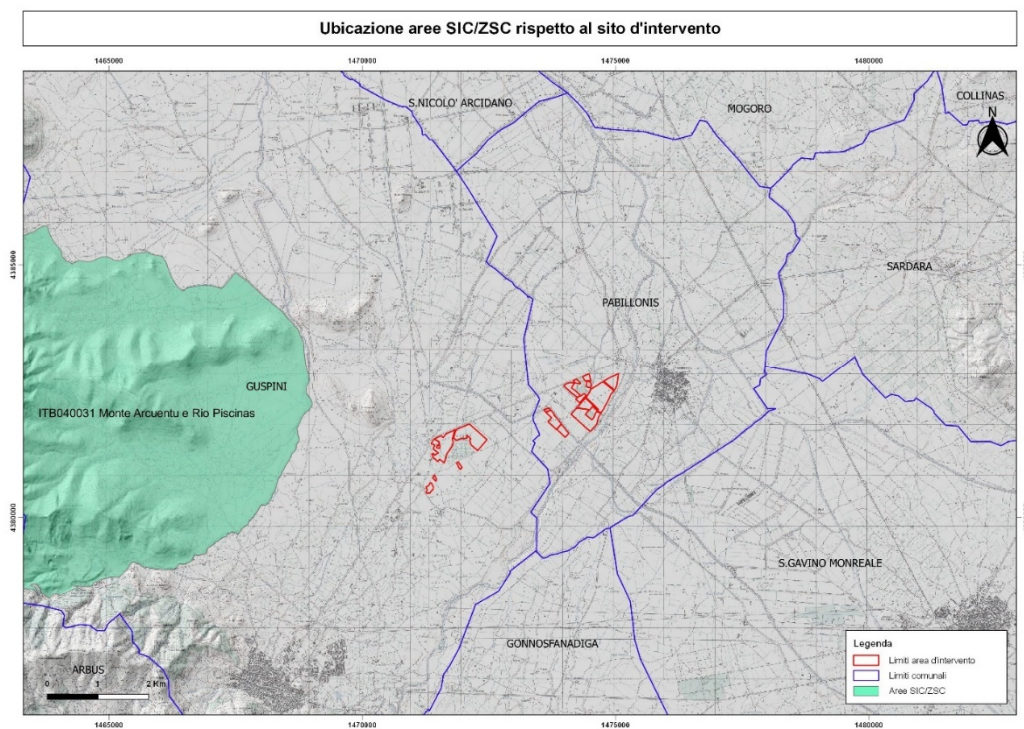 Ubicazione aree SIC/ZSC rispetto al sito d'intervento
1465000 1470000 1475000 1480000
COLLINAS
S.NICOLO' ARCIDANO
MOGORO
N
4385000
SARDARA
PABILLONIS
GUSPINI
ITB040031 Monte Arcuentu e Rio Piscinas
4380000
S.GAVINO MONREALE
GONNOSFANADIGA
ARBUS
0 1 2 Km
Legenda
Limiti area d'intervento
Limiti comunali
Aree SIC/ZSC
1465000 1470000 1475000 1480000